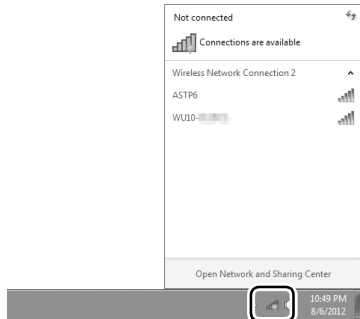 Not connected
Connections are available
Wireless Network Connection 2
ASTP6
WU10-
Open Network and Sharing Center
10:49 PM
8/6/2012